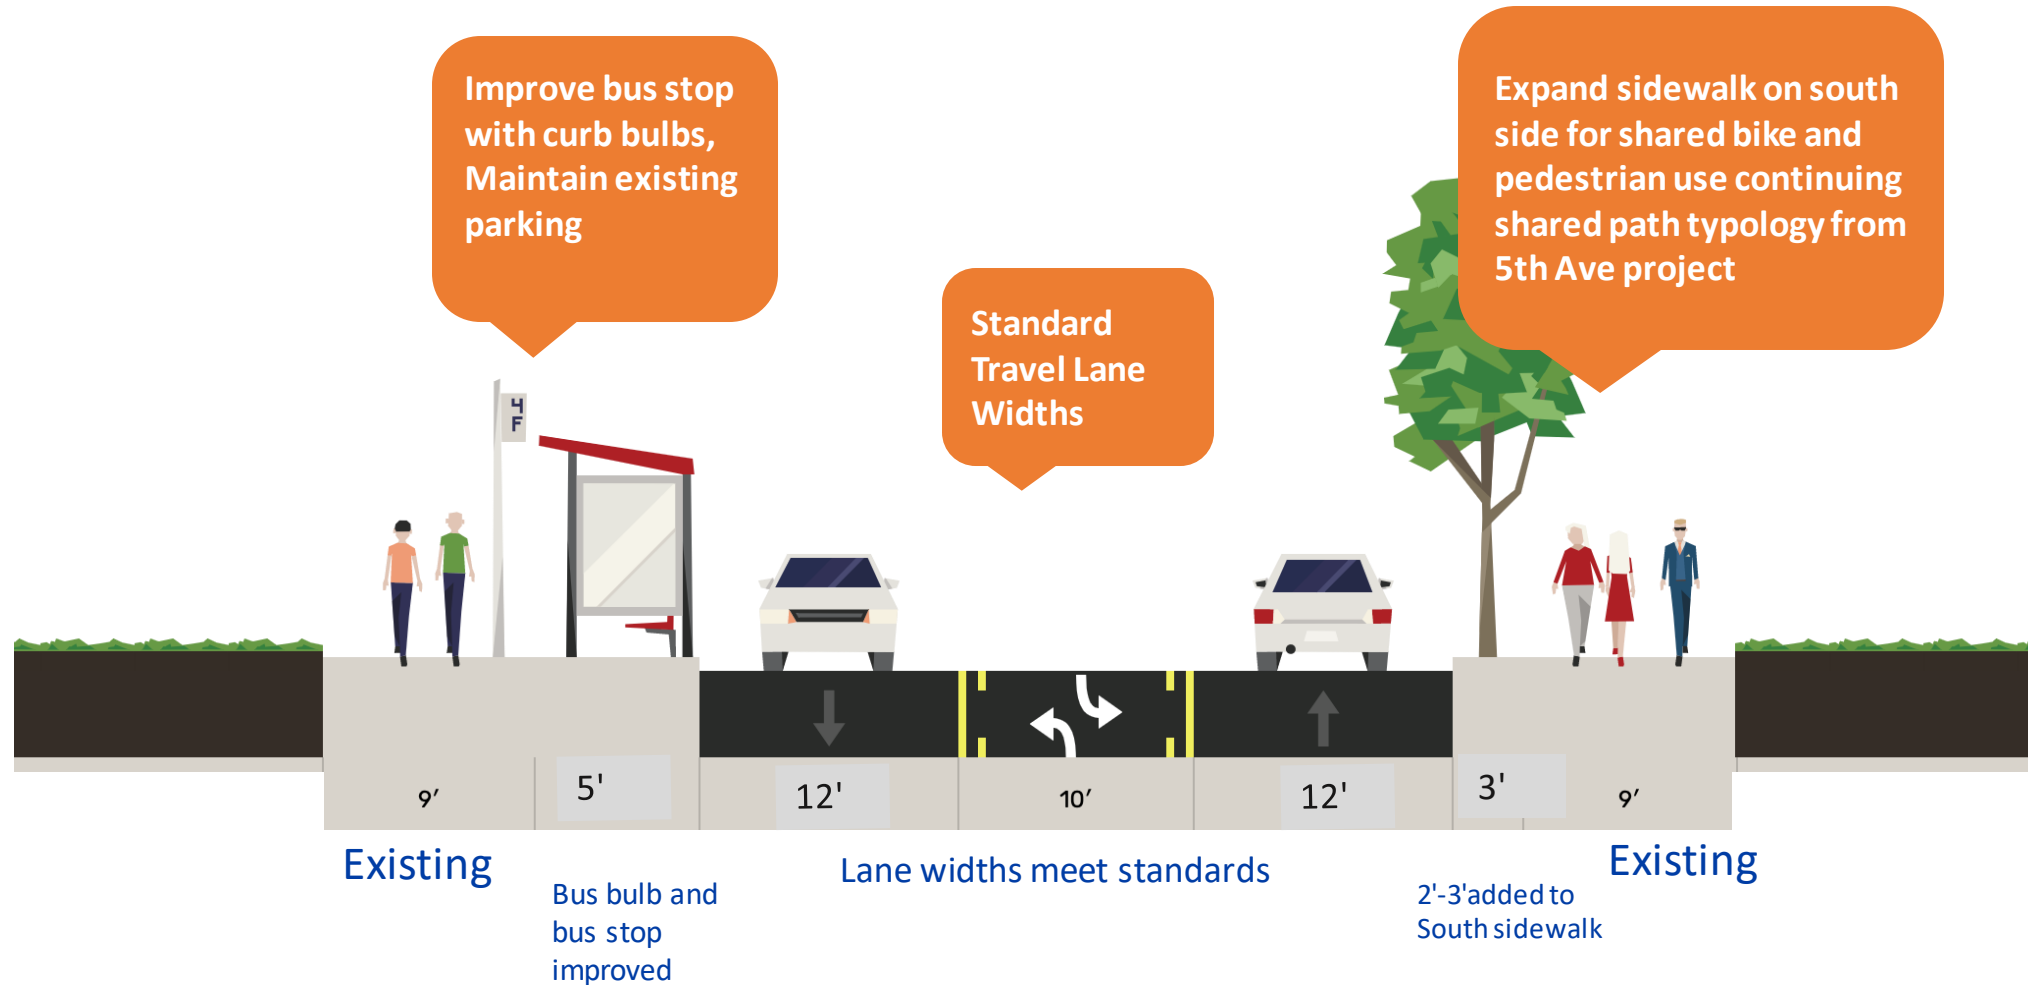 Improve bus stop
with curb bulbs,
Maintain existing
parking
Standard
Travel Lane
Widths
Expand sidewalk on south
side for shared bike and
pedestrian use continuing
shared path typology from
5th Ave project
4
F
9'
5'
12'
10'
12'
3'
9'
Existing
Bus bulb and
bus stop
improved
Lane widths meet standards
2'-3'added to
South sidewalk
Existing